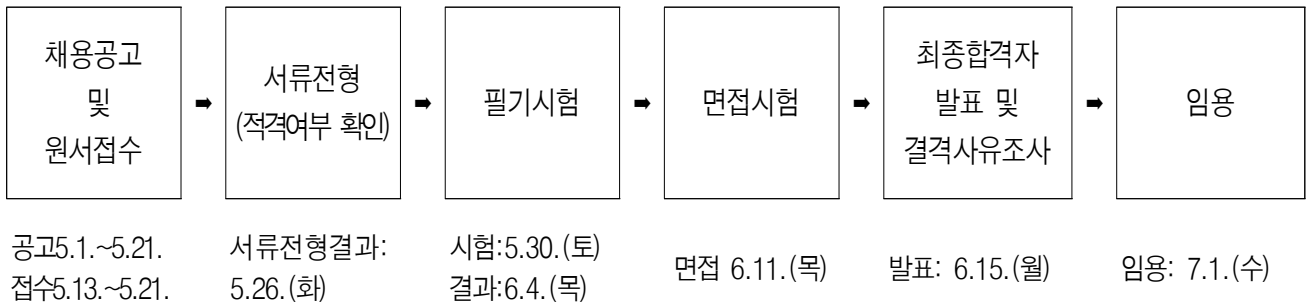 채용공고
및
원서접수
➡
서류전형
(적격여부 확인)
➡
필기시험
➡
면접시험
➡
최종합격자
발표 및
결격사유조사
➡
임용
공고5.1.~5.21.
접수5.13.~5.21.
서류전형결과:
5.26.(화)
시험:5.30.(토)
결과:6.4.(목)
면접 6.11.(목)
발표: 6.15.(월)
임용: 7.1.(수)